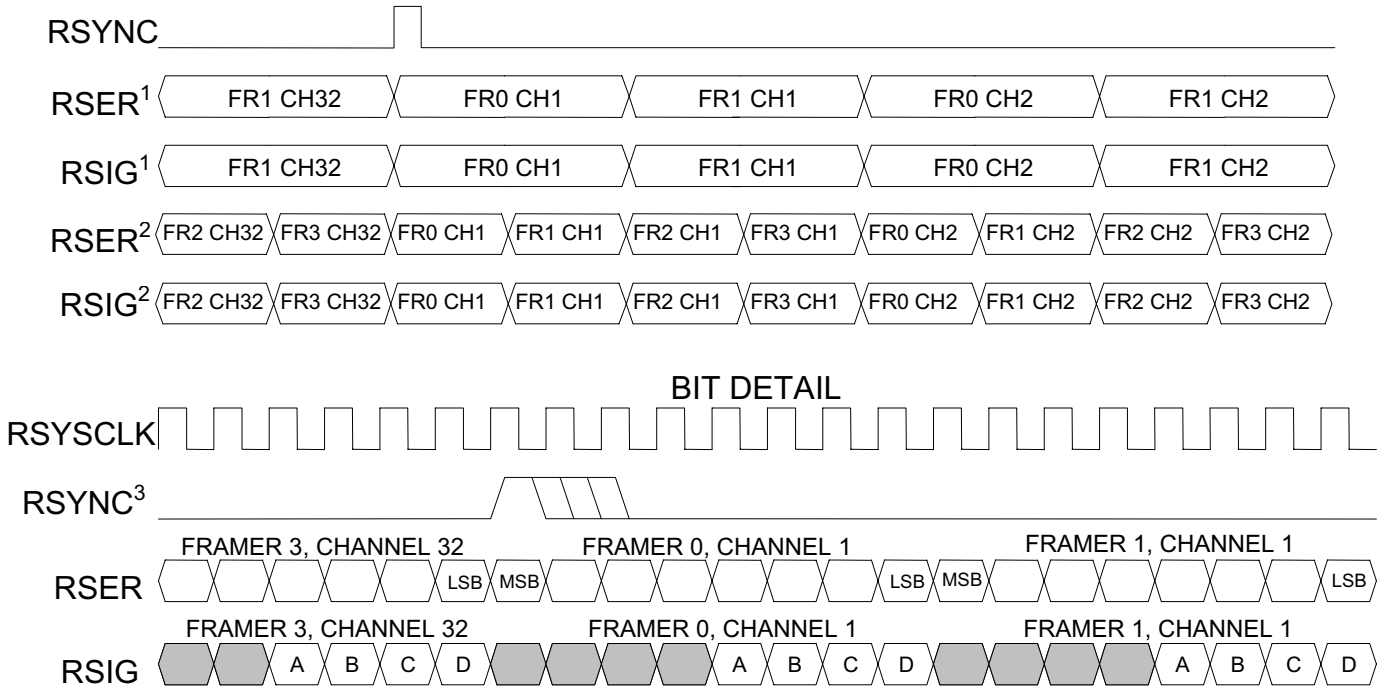 RSYNC
RSER¹ FR1 CH32 FR0 CH1 FR1 CH1 FR0 CH2 FR1 CH2
RSIG¹ FR1 CH32 FR0 CH1 FR1 CH1 FR0 CH2 FR1 CH2
RSER² FR2 CH32 FR3 CH32 FR0 CH1 FR1 CH1 FR2 CH1 FR3 CH1 FR0 CH2 FR1 CH2 FR2 CH2 FR3 CH2
RSIG² FR2 CH32 FR3 CH32 FR0 CH1 FR1 CH1 FR2 CH1 FR3 CH1 FR0 CH2 FR1 CH2 FR2 CH2 FR3 CH2
BIT DETAIL
RSYSCLK
RSYNC³
FRAMER 3, CHANNEL 32 FRAMER 0, CHANNEL 1 FRAMER 1, CHANNEL 1
RSER LSB MSB LSB MSB LSB
FRAMER 3, CHANNEL 32 FRAMER 0, CHANNEL 1 FRAMER 1, CHANNEL 1
RSIG A B C D A B C D A B C D